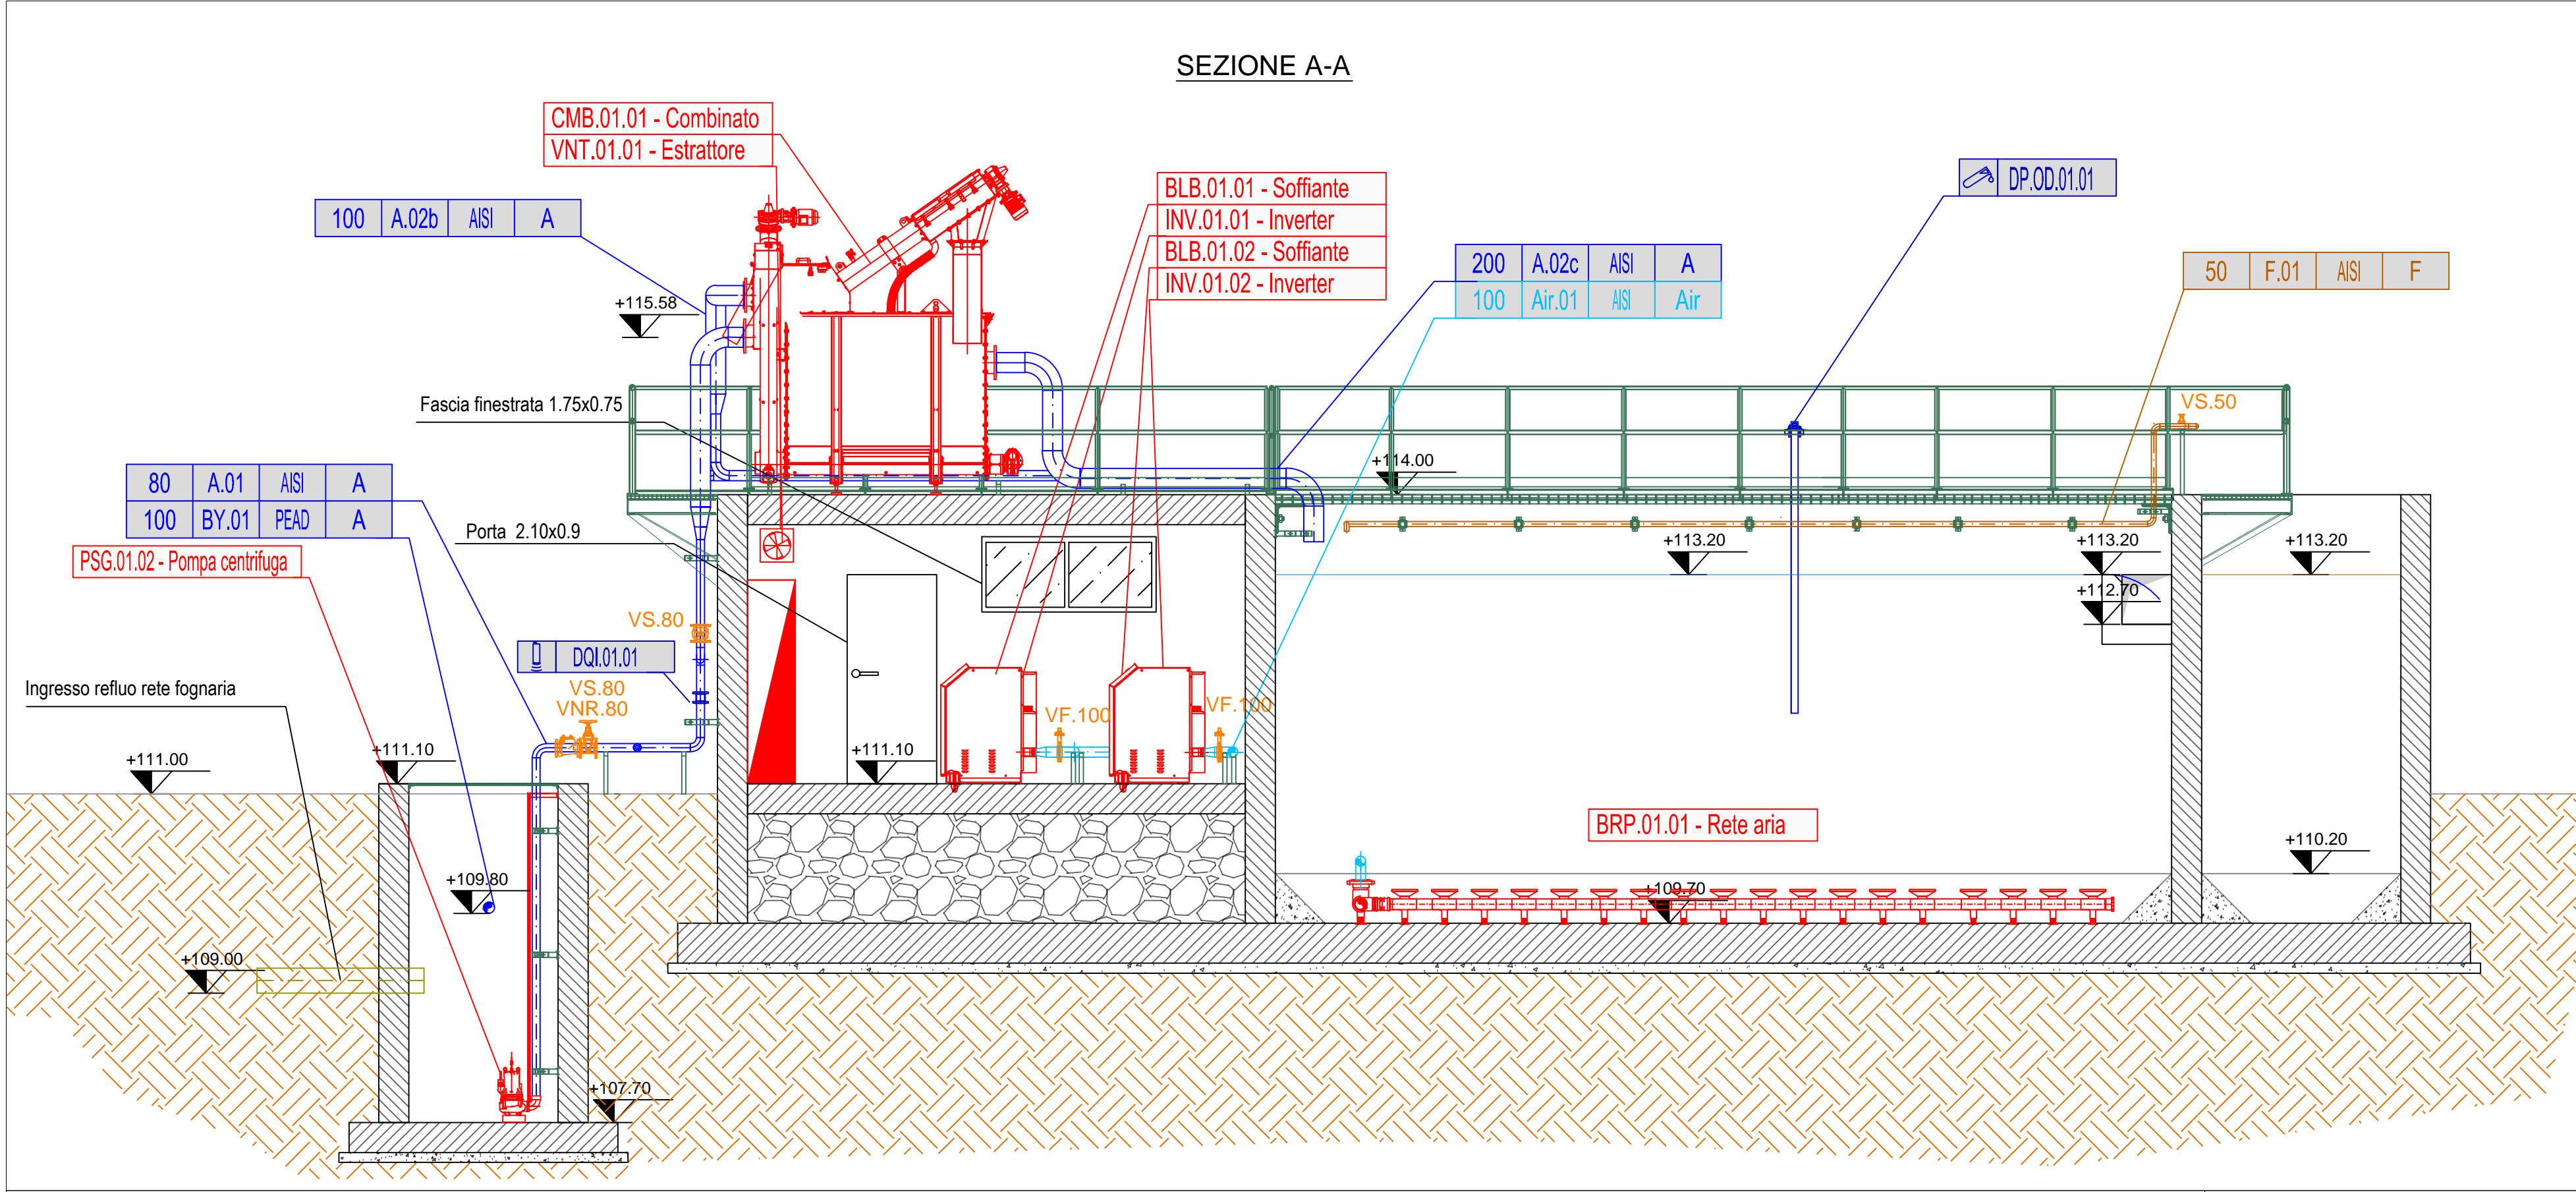 SEZIONE A-A
CMB.01.01 - Combinato
VNT.01.01 - Estrattore
BLB.01.01 - Soffiante
INV.01.01 - Inverter
BLB.01.02 - Soffiante
INV.01.02 - Inverter
DP.OD.01.01
100 A.02b AISI A
200 A.02c AISI A
100 Air.01 AISI Air
50 F.01 AISI F
+115.58
Fascia finestrata 1.75x0.75
VS.50
+114.00
80 A.01 AISI A
100 BY.01 PEAD A
Porta 2.10x0.9
PSG.01.02 - Pompa centrifuga
+113.20
+113.20
+113.20
+112.70
VS.80
DQI.01.01
Ingresso refluo rete fognaria
VS.80
VNR.80
VF.100
VF.100
+111.00
+111.10
+111.10
BRP.01.01 - Rete aria
+110.20
+109.80
+109.70
+109.00
+107.70